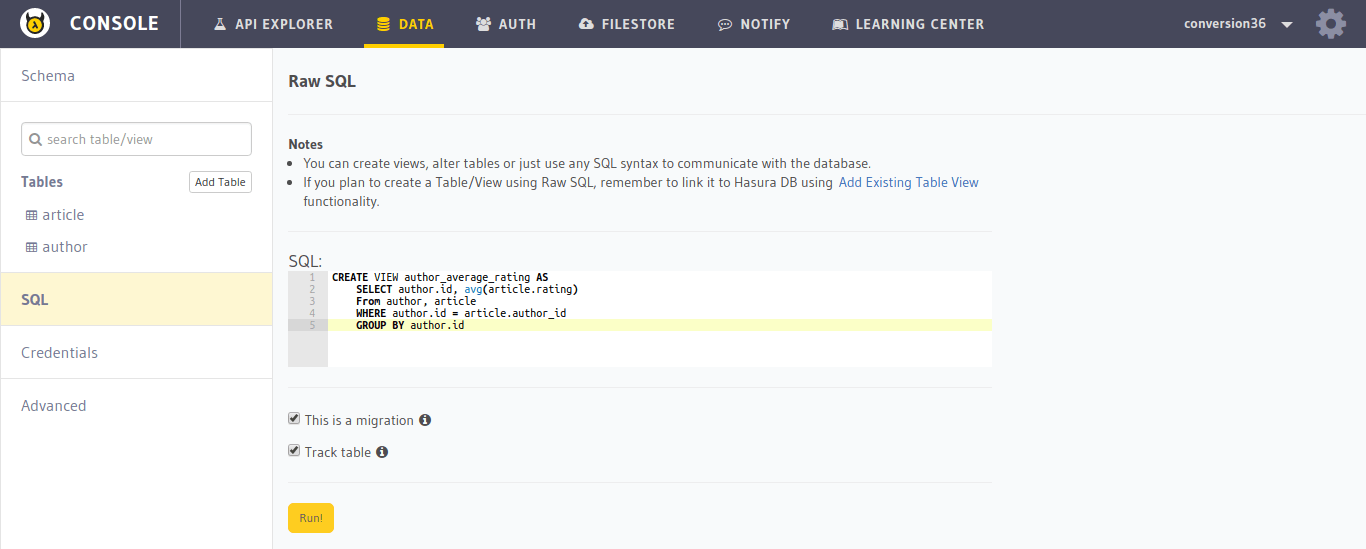 CONSOLE
API EXPLORER
DATA
AUTH
FILESTORE
NOTIFY
LEARNING CENTER
conversion36
Schema
search table/view
Tables
Add Table
article
author
SQL
Credentials
Advanced
Raw SQL
Notes
You can create views, alter tables or just use any SQL syntax to communicate with the database.
If you plan to create a Table/View using Raw SQL, remember to link it to Hasura DB using Add Existing Table View
functionality.
SQL:
1 CREATE VIEW author_average_rating AS
2 SELECT author.id, avg(article.rating)
3 From author, article
4 WHERE author.id = article.author_id
5 GROUP BY author.id
This is a migration
Track table
Run!